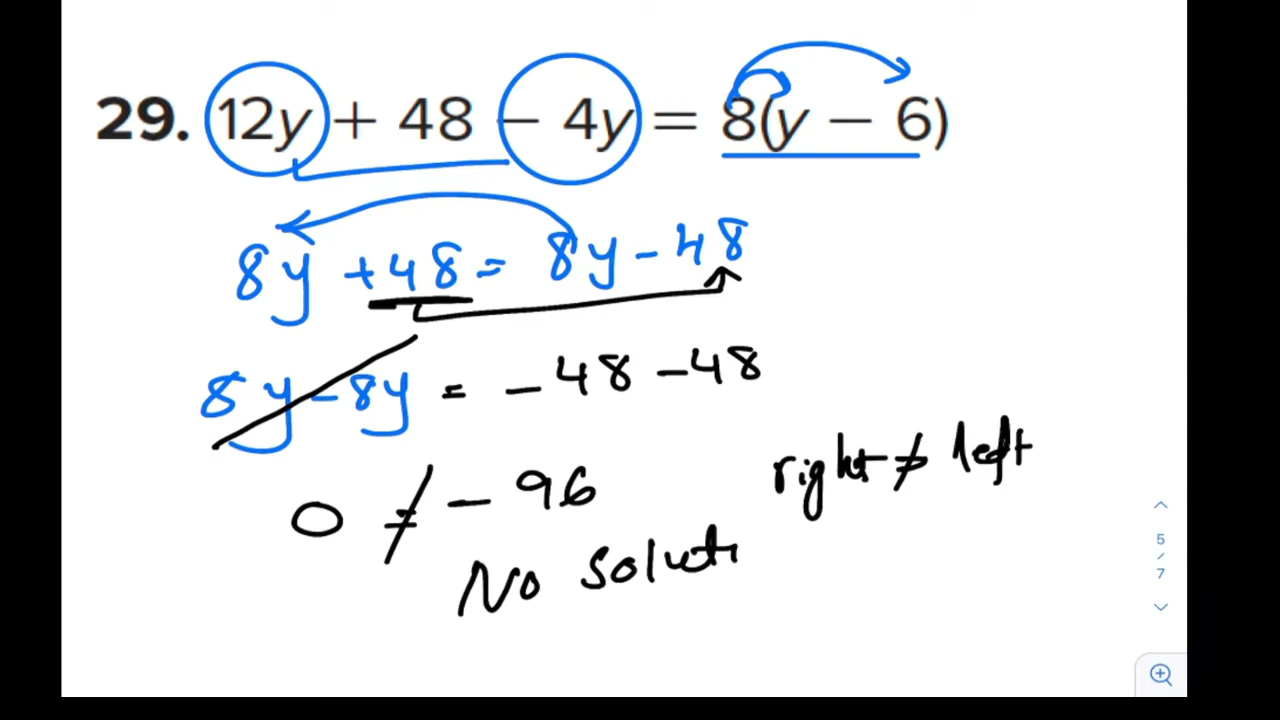 29. 12y + 48 − 4y = 8(y − 6)
8y +48 = 8y - 48
8y - 8y = - 48 - 48
right ≠ left
0 ≠ - 96
No soluti
5
/
7